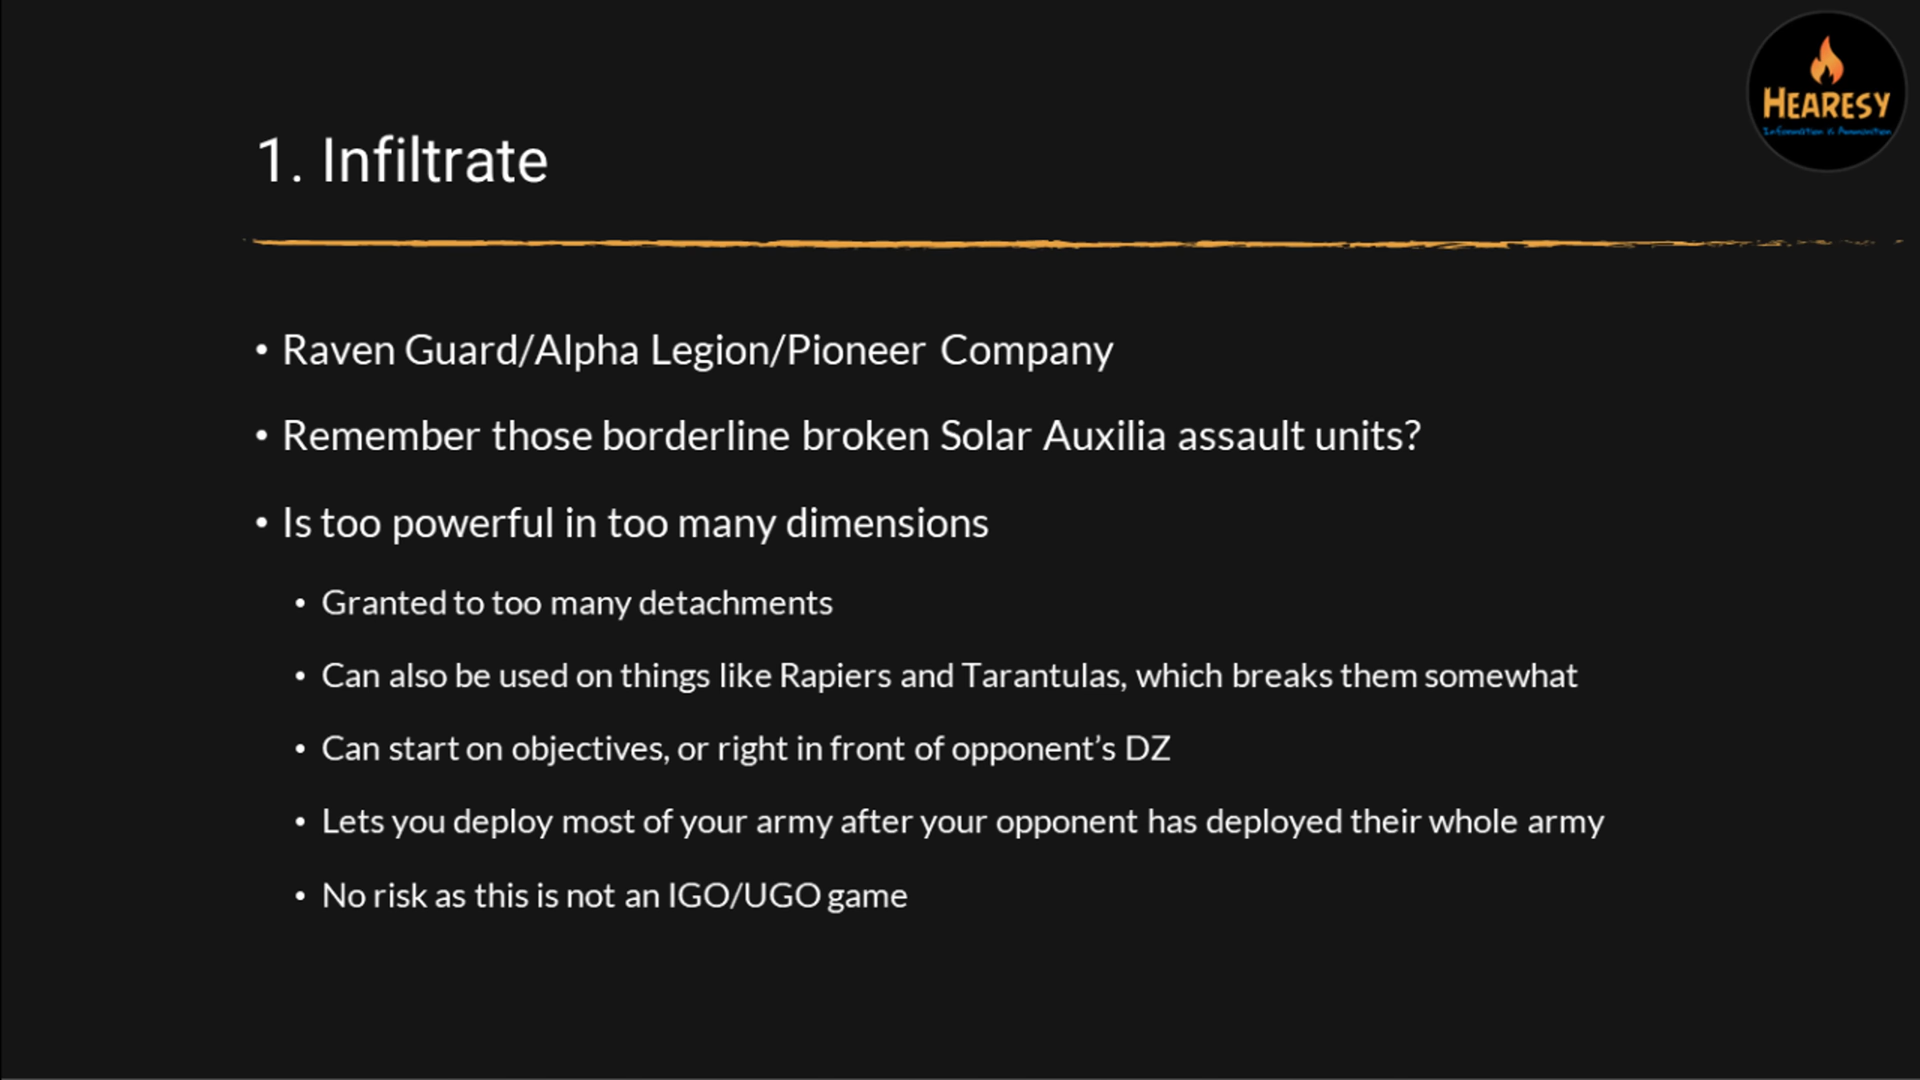 HEARESY
Information & Ammunition
1. Infiltrate
• Raven Guard/Alpha Legion/Pioneer Company
• Remember those borderline broken Solar Auxilia assault units?
• Is too powerful in too many dimensions
• Granted to too many detachments
• Can also be used on things like Rapiers and Tarantulas, which breaks them somewhat
• Can start on objectives, or right in front of opponent’s DZ
• Lets you deploy most of your army after your opponent has deployed their whole army
• No risk as this is not an IGO/UGO game